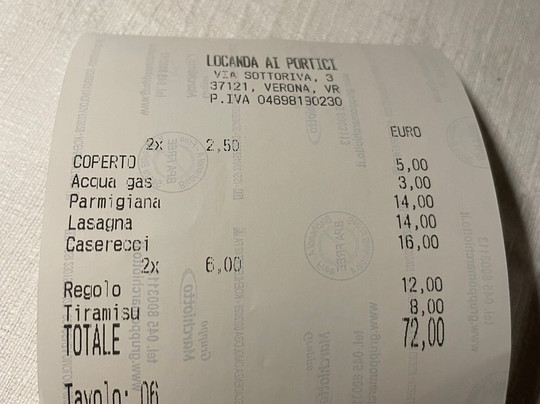 LOCANDA AI PORTICI
VIA SOTTORIVA, 3
37121, VERONA, VR
P.IVA 04698190230
EURO
2x 2,50
COPERTO 5,00
Acqua gas 3,00
Parmigiana 14,00
Lasagna 14,00
Caserecci 16,00
2x 6,00
Regolo 12,00
Tiramisu 8,00
TOTALE 72,00
Tavolo: 06